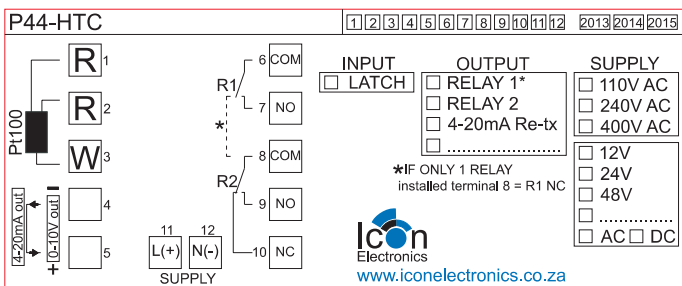 P44-HTC
1 2 3 4 5 6 7 8 9 10 11 12 2013 2014 2015
R 1
R 2
W 3
Pt100
4
5
4-20mA out
- 0-10V out +
R1
*
R2
6 COM
7 NO
8 COM
9 NO
10 NC
11 12
L(+) N(-)
SUPPLY
INPUT
LATCH
OUTPUT
RELAY 1*
RELAY 2
4-20mA Re-tx
....................
*IF ONLY 1 RELAY
installed terminal 8 = R1 NC
SUPPLY
110V AC
240V AC
400V AC
12V
24V
48V
..............
AC DC
Icon
Electronics
www.iconelectronics.co.za